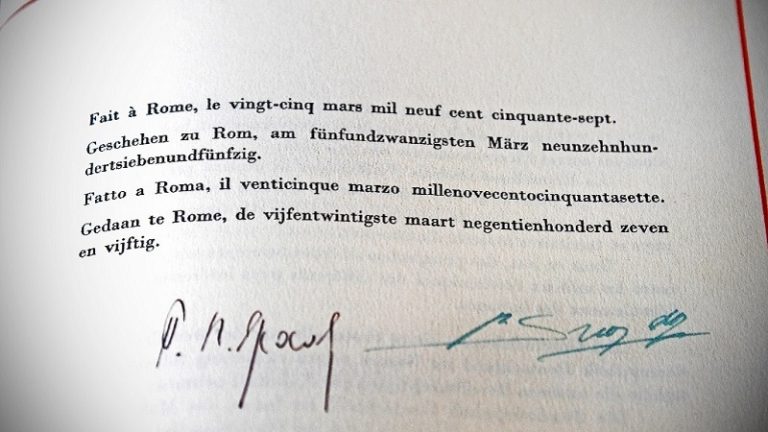 Fait à Rome, le vingt-cinq mars mil neuf cent cinquante-sept.
Geschehen zu Rom, am fünfundzwanzigsten März neunzehnhun-
dertsiebenundfünfzig.
Fatto a Roma, il venticinque marzo millenovecentocinquantasette.
Gedaan te Rome, de vijfentwintigste maart negentienhonderd zeven
en vijftig.